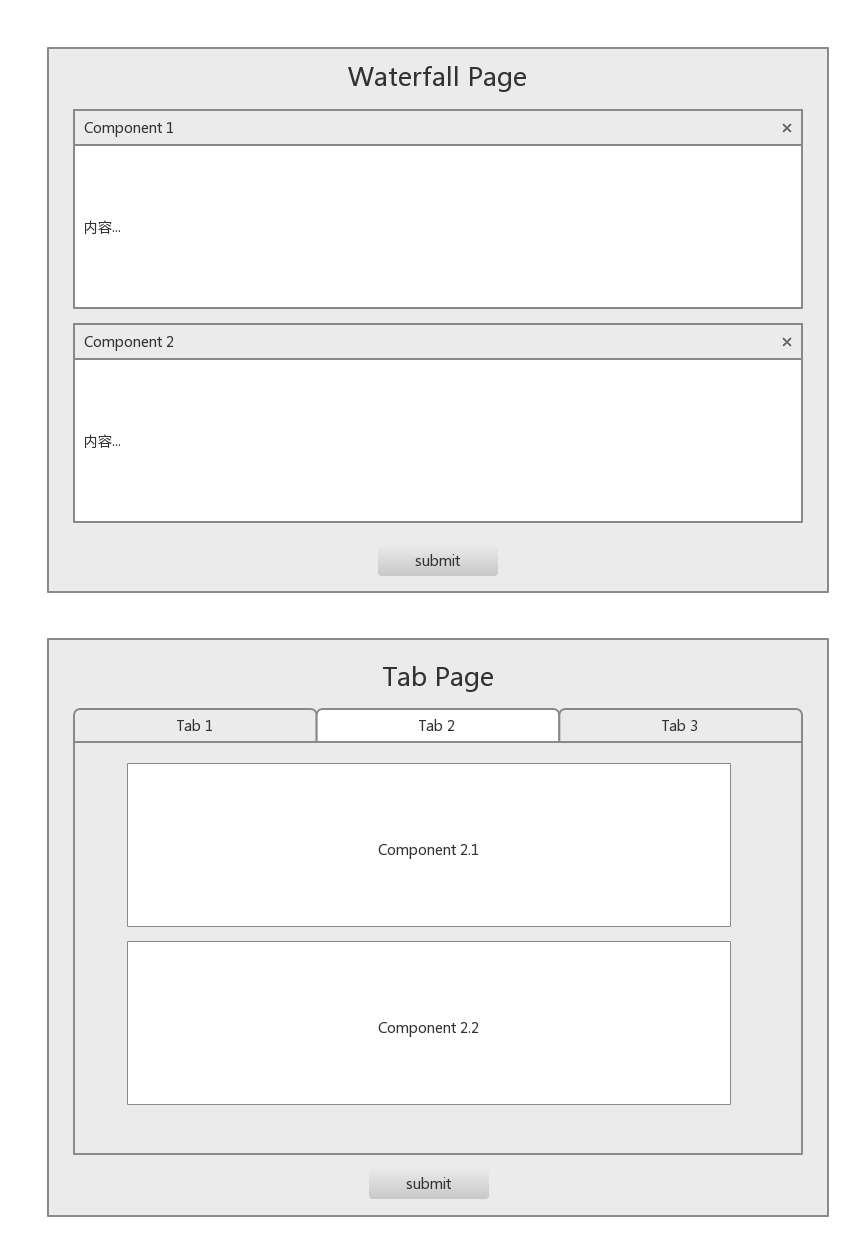 Waterfall Page
Component 1
内容...
Component 2
内容...
submit
Tab Page
Tab 1 Tab 2 Tab 3
Component 2.1
Component 2.2
submit